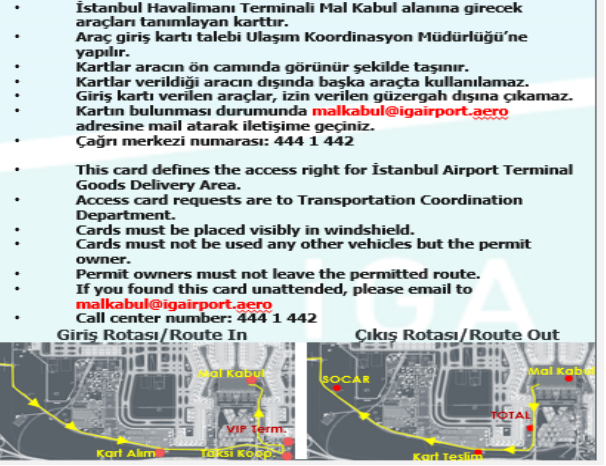 • İstanbul Havalimanı Terminali Mal Kabul alanına girecek
araçları tanımlayan karttır.
• Araç giriş kartı talebi Ulaşım Koordinasyon Müdürlüğü'ne
yapılır.
• Kartlar aracın ön camında görünür şekilde taşınır.
• Kartlar verildiği aracın dışında başka araçta kullanılamaz.
• Giriş kartı verilen araçlar, izin verilen güzergah dışına çıkamaz.
• Kartın bulunması durumunda malkabul@igairport.aero
adresine mail atarak iletişime geçiniz.
• Çağrı merkezi numarası: 444 1 442
• This card defines the access right for İstanbul Airport Terminal
Goods Delivery Area.
• Access card requests are to Transportation Coordination
Department.
• Cards must be placed visibly in windshield.
• Cards must not be used any other vehicles but the permit
owner.
• Permit owners must not leave the permitted route.
• If you found this card unattended, please email to
malkabul@igairport.aero
• Call center number: 444 1 442
IGA
Giriş Rotası/Route In
Mal Kabul
VIP Term.
Kart Alım
Taksi Koop.
Çıkış Rotası/Route Out
SOCAR
Mal Kabul
TOTAL
Kart Teslim